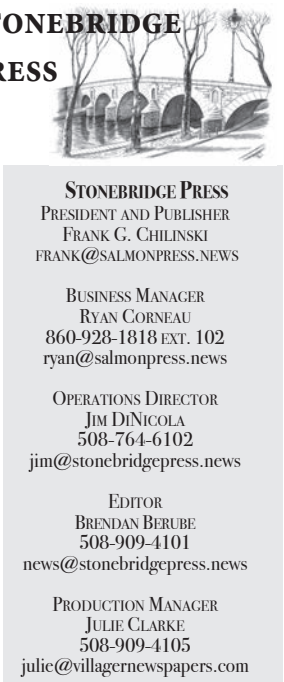 TONEBRIDGE
RESS
STONEBRIDGE PRESS
PRESIDENT AND PUBLISHER
FRANK G. CHILINSKI
FRANK@SALMONPRESS.NEWS
BUSINESS MANAGER
RYAN CORNEAU
860-928-1818 EXT. 102
ryan@salmonpress.news
OPERATIONS DIRECTOR
JIM DINICOLA
508-764-6102
jim@stonebridgepress.news
EDITOR
BRENDAN BERUBE
508-909-4101
news@stonebridgepress.news
PRODUCTION MANAGER
JULIE CLARKE
508-909-4105
julie@villagernewspapers.com